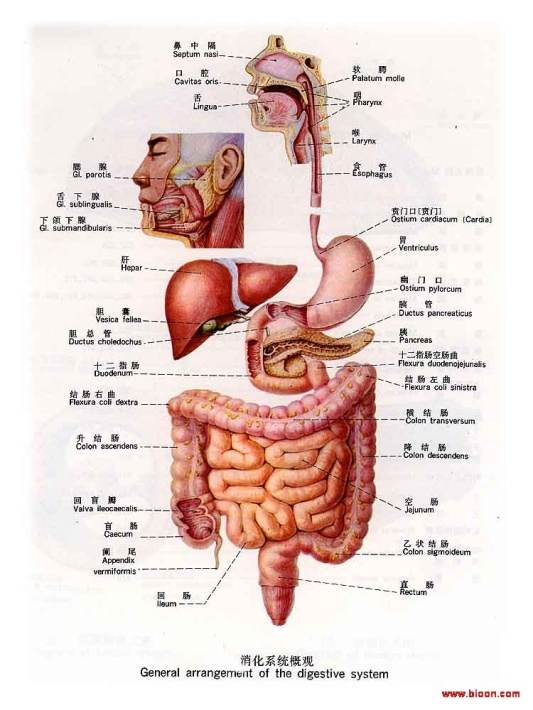 鼻中隔
Septum nasi
口腔
Cavitas oris
舌
Lingua
软腭
Palatum molle
咽
Pharynx
喉
Larynx
食管
Esophagus
腮腺
Gl. parotis
舌下腺
Gl. sublingualis
下颌下腺
Gl. submandibularis
贲门口[贲门]
Ostium cardiacum (Cardia)
胃
Ventriculus
肝
Hepar
幽门口
Ostium pylorcum
胰管
Ductus pancreaticus
胆囊
Vesica fellea
胆总管
Ductus choledochus
胰
Pancreas
十二指肠
Duodenum
十二指肠空肠曲
Flexura duodenojejunalis
结肠右曲
Flexura coli dextra
结肠左曲
Flexura coli sinistra
横结肠
Colon transversum
升结肠
Colon ascendens
降结肠
Colon descendens
回盲瓣
Valva ileocaecalis
空肠
Jejunum
盲肠
Caecum
阑尾
Appendix
vermiformis
乙状结肠
Colon sigmoideum
回肠
Ileum
直肠
Rectum
消化系统概观
General arrangement of the digestive system
www.bioon.com